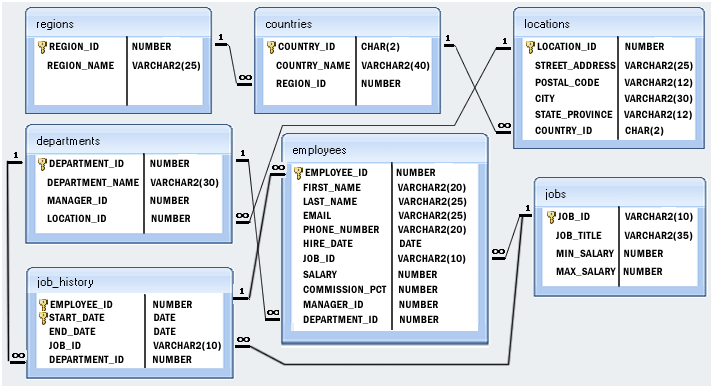 regions
REGION_ID NUMBER
REGION_NAME VARCHAR2(25)
1
∞
countries
COUNTRY_ID CHAR(2)
COUNTRY_NAME VARCHAR2(40)
REGION_ID NUMBER
1
∞
locations
LOCATION_ID NUMBER
STREET_ADDRESS VARCHAR2(25)
POSTAL_CODE VARCHAR2(12)
CITY VARCHAR2(30)
STATE_PROVINCE VARCHAR2(12)
COUNTRY_ID CHAR(2)
1
departments
DEPARTMENT_ID NUMBER
DEPARTMENT_NAME VARCHAR2(30)
MANAGER_ID NUMBER
LOCATION_ID NUMBER
1
1
∞
employees
EMPLOYEE_ID NUMBER
FIRST_NAME VARCHAR2(20)
LAST_NAME VARCHAR2(25)
EMAIL VARCHAR2(25)
PHONE_NUMBER VARCHAR2(20)
HIRE_DATE DATE
JOB_ID VARCHAR2(10)
SALARY NUMBER
COMMISSION_PCT NUMBER
MANAGER_ID NUMBER
DEPARTMENT_ID NUMBER
∞
∞
∞
jobs
JOB_ID VARCHAR2(10)
JOB_TITLE VARCHAR2(35)
MIN_SALARY NUMBER
MAX_SALARY NUMBER
1
job_history
EMPLOYEE_ID NUMBER
START_DATE DATE
END_DATE DATE
JOB_ID VARCHAR2(10)
DEPARTMENT_ID NUMBER
1
∞
∞